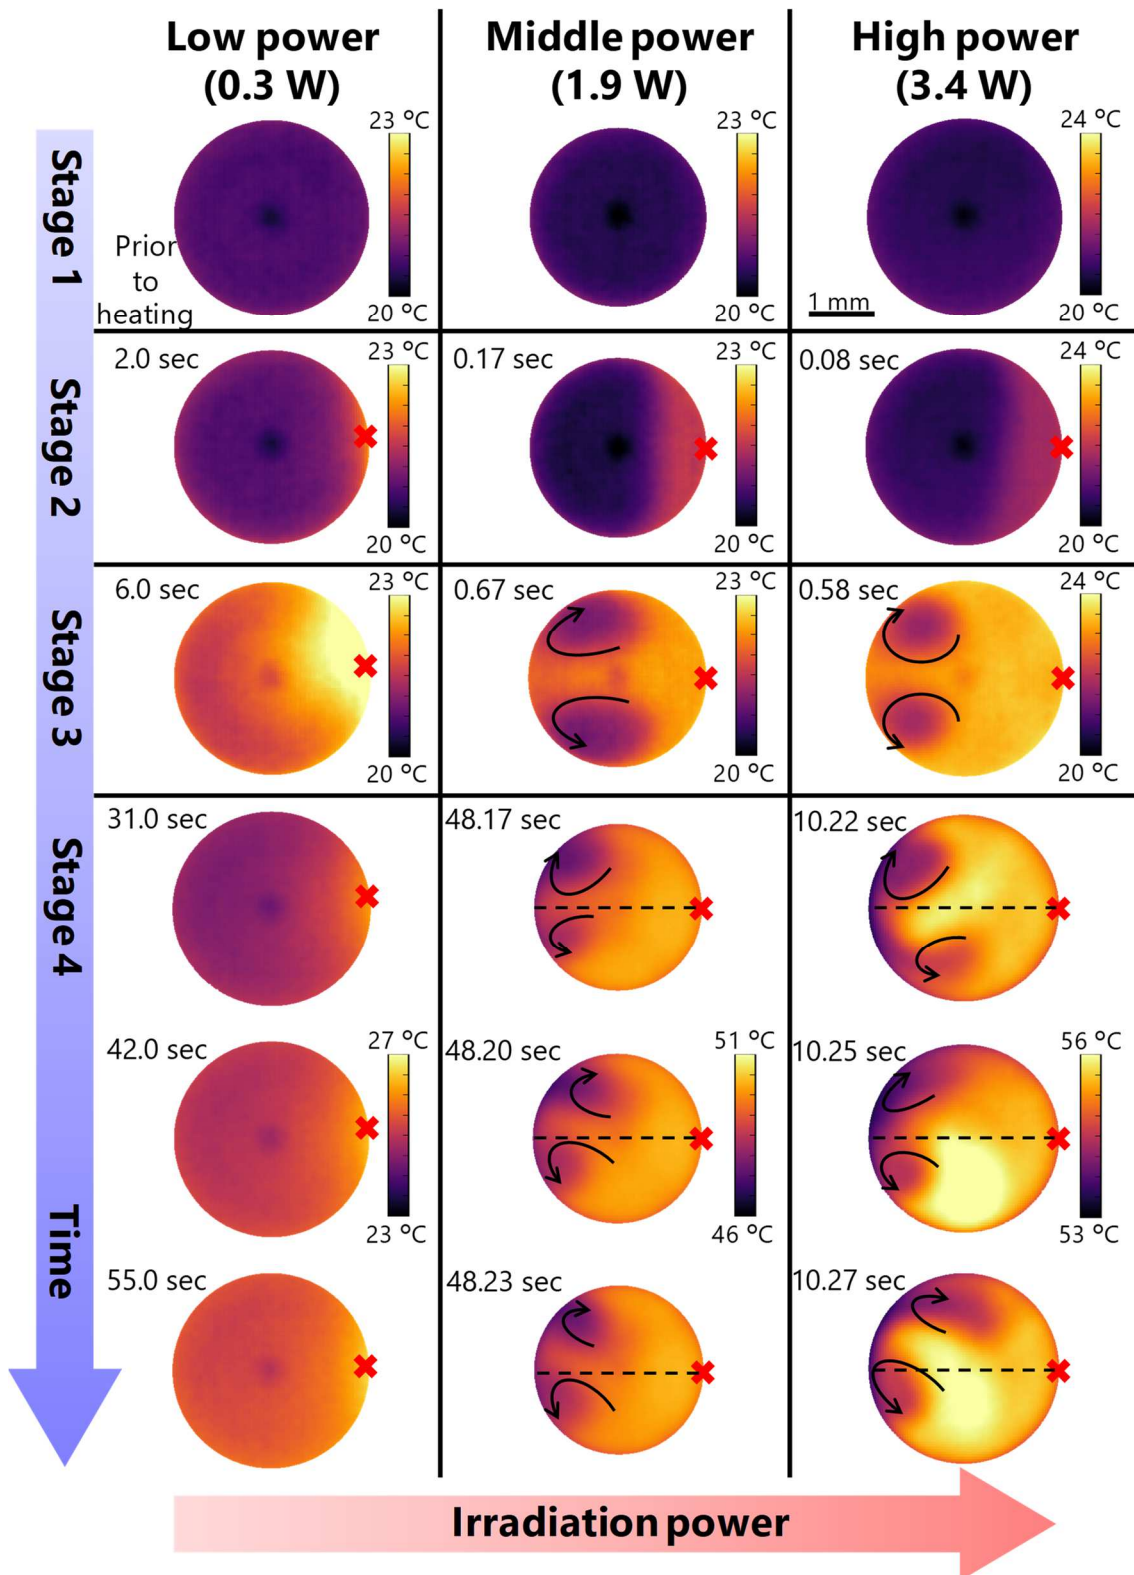 Low power
(0.3 W)
Middle power
(1.9 W)
High power
(3.4 W)
Stage 1
Prior
to
heating
23 °C
20 °C
23 °C
20 °C
24 °C
20 °C
1 mm
Stage 2
2.0 sec
23 °C
20 °C
0.17 sec
23 °C
20 °C
0.08 sec
24 °C
20 °C
Stage 3
6.0 sec
23 °C
20 °C
0.67 sec
23 °C
20 °C
0.58 sec
24 °C
20 °C
Stage 4
31.0 sec
48.17 sec
10.22 sec
42.0 sec
27 °C
23 °C
48.20 sec
51 °C
46 °C
10.25 sec
56 °C
53 °C
Time
55.0 sec
48.23 sec
10.27 sec
Irradiation power